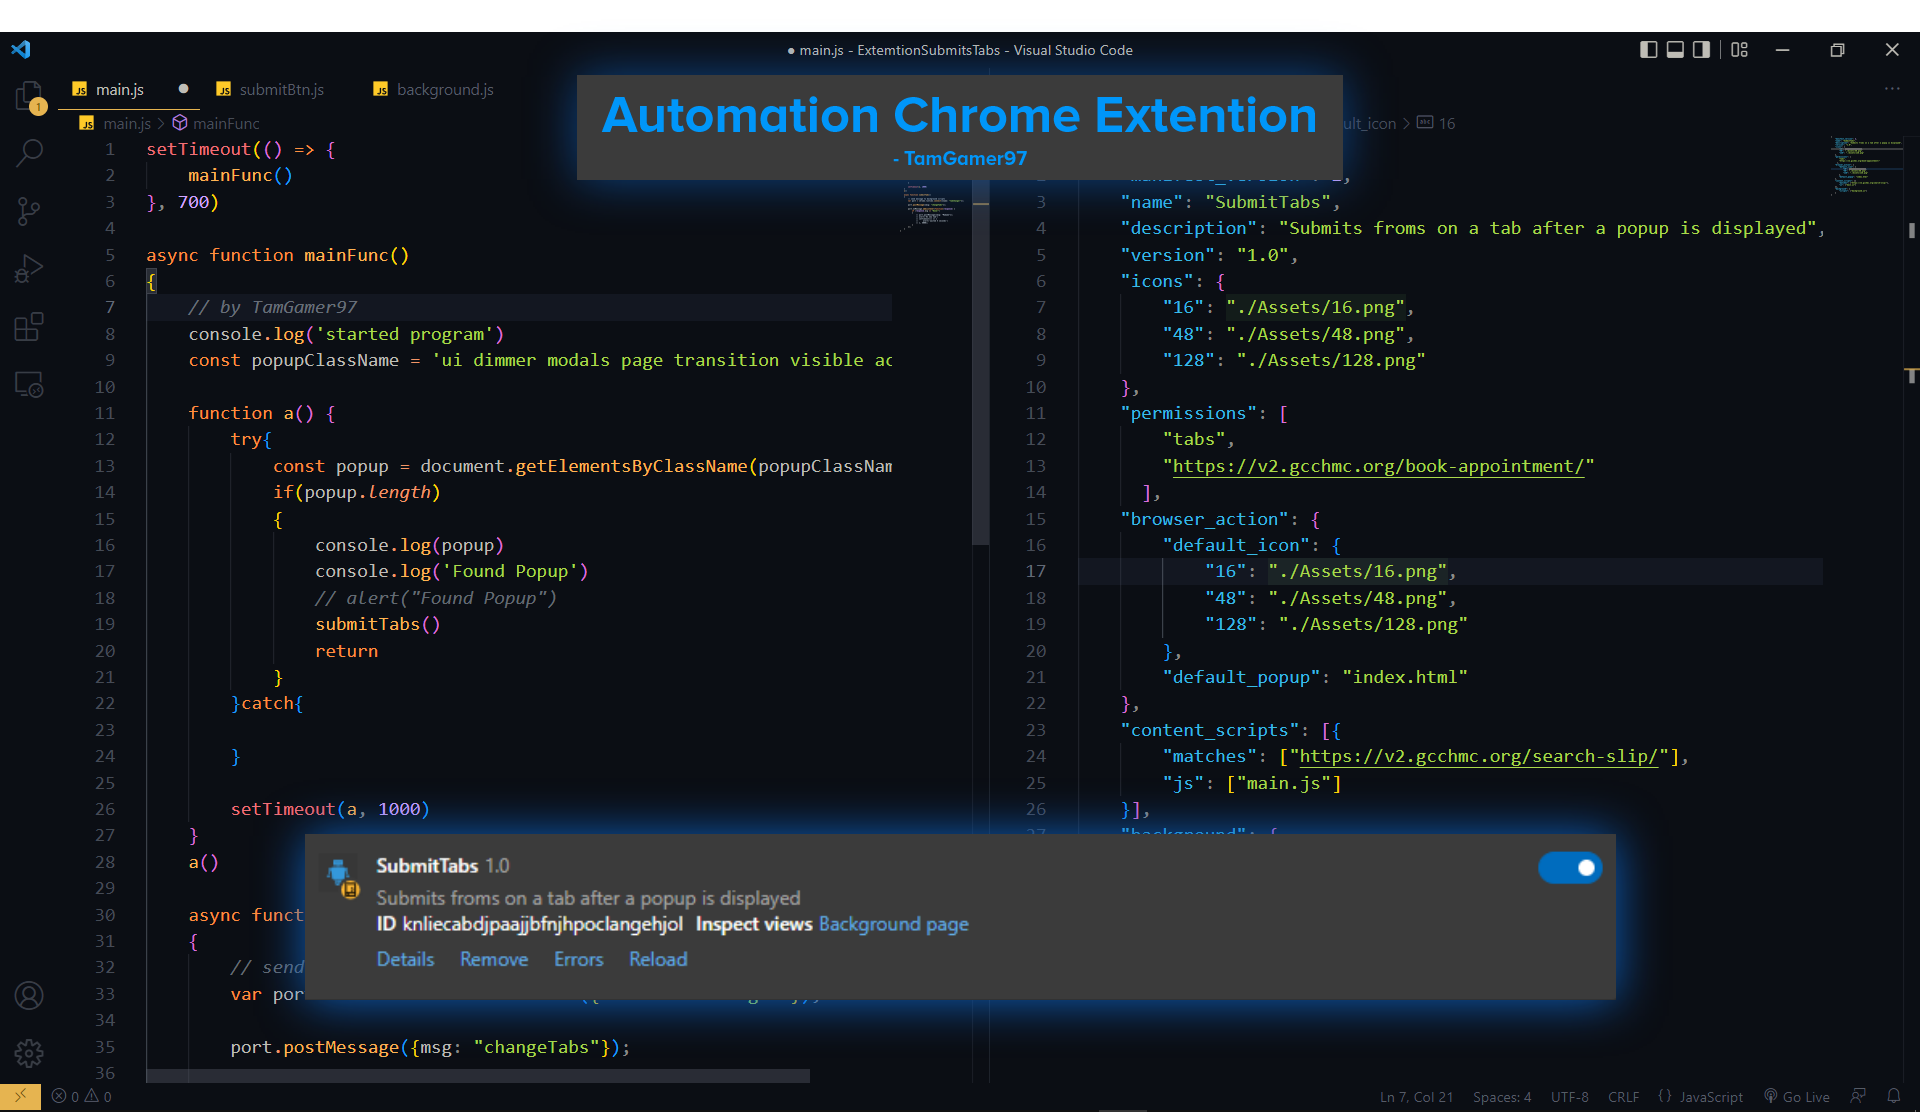 ● main.js - ExtemtionSubmitsTabs - Visual Studio Code
JS main.js ●
JS submitBtn.js
JS background.js
JS main.js > mainFunc
1 setTimeout(() => {
2 mainFunc()
3 }, 700)
4
5 async function mainFunc()
6 {
7 // by TamGamer97
8 console.log('started program')
9 const popupClassName = 'ui dimmer modals page transition visible ac
10
11 function a() {
12 try{
13 const popup = document.getElementsByClassName(popupClassNam
14 if(popup.length)
15 {
16 console.log(popup)
17 console.log('Found Popup')
18 // alert("Found Popup")
19 submitTabs()
20 return
21 }
22 }catch{
23
24 }
25
26 setTimeout(a, 1000)
27 }
28 a()
29
30 async funct
31 {
32 // send
33 var por
34
35 port.postMessage({msg: "changeTabs"});
36
Automation Chrome Extention
- TamGamer97
ult_icon > abc 16
3 "name": "SubmitTabs",
4 "description": "Submits froms on a tab after a popup is displayed",
5 "version": "1.0",
6 "icons": {
7 "16": "./Assets/16.png",
8 "48": "./Assets/48.png",
9 "128": "./Assets/128.png"
10 },
11 "permissions": [
12 "tabs",
13 "https://v2.gcchmc.org/book-appointment/"
14 ],
15 "browser_action": {
16 "default_icon": {
17 "16": "./Assets/16.png",
18 "48": "./Assets/48.png",
19 "128": "./Assets/128.png"
20 },
21 "default_popup": "index.html"
22 },
23 "content_scripts": [{
24 "matches": ["https://v2.gcchmc.org/search-slip/"],
25 "js": ["main.js"]
26 }],
27 "background": {
SubmitTabs 1.0
Submits froms on a tab after a popup is displayed
ID knliecabdjpaajjbfnjhpoclangehjol Inspect views Background page
Details Remove Errors Reload
1
0 0
Ln 7, Col 21 Spaces: 4 UTF-8 CRLF {} JavaScript Go Live